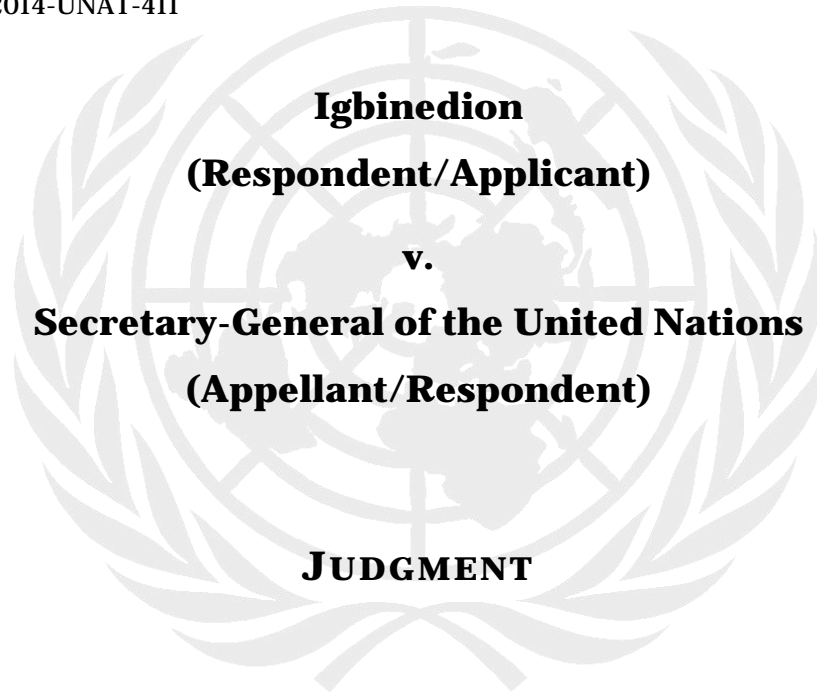 2014-UNAT-411
Igbinedion
(Respondent/Applicant)
v.
Secretary-General of the United Nations
(Appellant/Respondent)
JUDGMENT